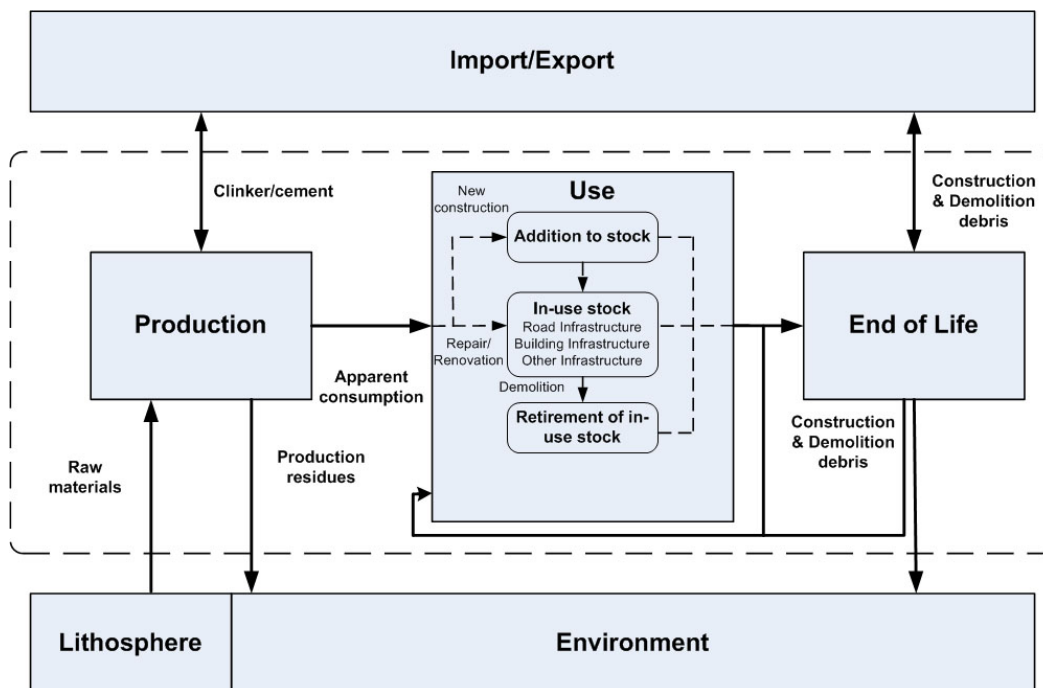 Import/Export
Clinker/cement
Construction
& Demolition
debris
New
construction
Use
Addition to stock
Production
In-use stock
Road Infrastructure
Building Infrastructure
Other Infrastructure
End of Life
Repair/
Renovation
Apparent
consumption
Demolition
Retirement of in-
use stock
Construction
& Demolition
debris
Raw
materials
Production
residues
Lithosphere
Environment